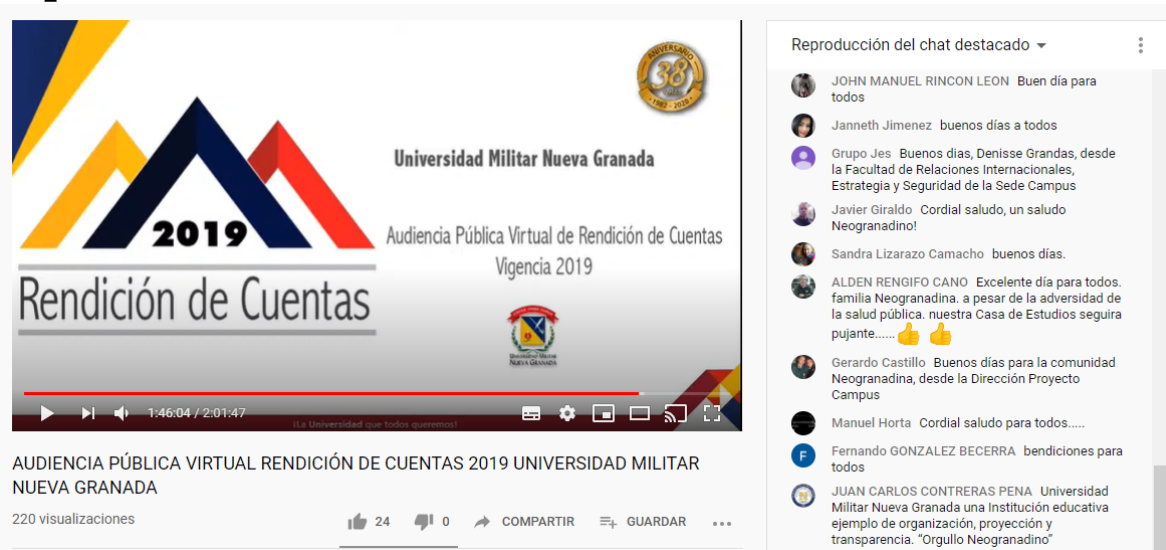 ANIVERSARIO
38
1982 - 2020
Universidad Militar Nueva Granada
2019
Audiencia Pública Virtual de Rendición de Cuentas
Vigencia 2019
Rendición de Cuentas
UNIVERSIDAD MILITAR
NUEVA GRANADA
1:46:04 / 2:01:47
¡La Universidad que todos queremos!
AUDIENCIA PÚBLICA VIRTUAL RENDICIÓN DE CUENTAS 2019 UNIVERSIDAD MILITAR
NUEVA GRANADA
220 visualizaciones
24
0
COMPARTIR
GUARDAR
Reproducción del chat destacado
JOHN MANUEL RINCON LEON Buen día para
todos
Janneth Jimenez buenos días a todos
Grupo Jes Buenos dias, Denisse Grandas, desde
la Facultad de Relaciones Internacionales,
Estrategia y Seguridad de la Sede Campus
Javier Giraldo Cordial saludo, un saludo
Neogranadino!
Sandra Lizarazo Camacho buenos días.
ALDEN RENGIFO CANO Excelente día para todos.
familia Neogranadina. a pesar de la adversidad de
la salud pública. nuestra Casa de Estudios seguira
pujante......👍 👍
Gerardo Castillo Buenos días para la comunidad
Neogranadina, desde la Dirección Proyecto
Campus
Manuel Horta Cordial saludo para todos.....
F
Fernando GONZALEZ BECERRA bendiciones para
todos
JUAN CARLOS CONTRERAS PENA Universidad
Militar Nueva Granada una Institución educativa
ejemplo de organización, proyección y
transparencia. "Orgullo Neogranadino"